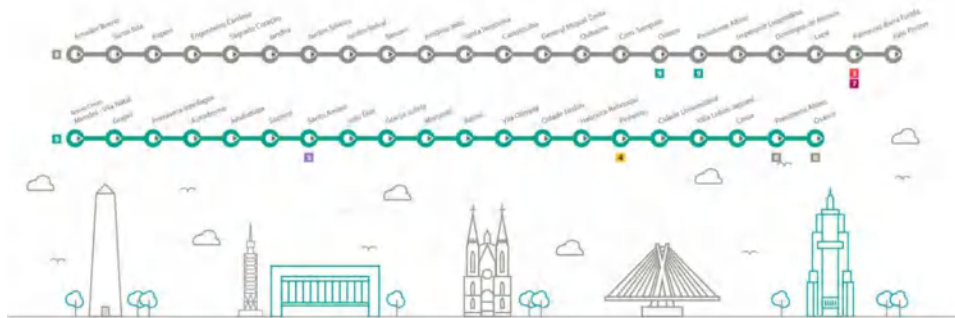 8
Amador Bueno
Santa Rita
Itapevi
Engenheiro Cardoso
Sagrado Coração
Jandira
Jardim Silveira
Jardim Belval
Barueri
Antônio João
Santa Terezinha
Carapicuíba
General Miguel Costa
Quitaúna
Com. Sampaio
Osasco
Presidente Altino
Imperatriz Leopoldina
Domingos de Moraes
Lapa
Palmeiras-Barra Funda
Júlio Prestes
9
9
3
7
9
Mendes - Vila Natal
Grajaú
Primavera-Interlagos
Autódromo
Jurubatuba
Socorro
Santo Amaro
João Dias
Granja Julieta
Morumbi
Berrini
Vila Olímpia
Cidade Jardim
Hebraica-Rebouças
Pinheiros
Cidade Universitária
Villa Lobos-Jaguaré
Ceasa
Presidente Altino
Osasco
5
4
8
8